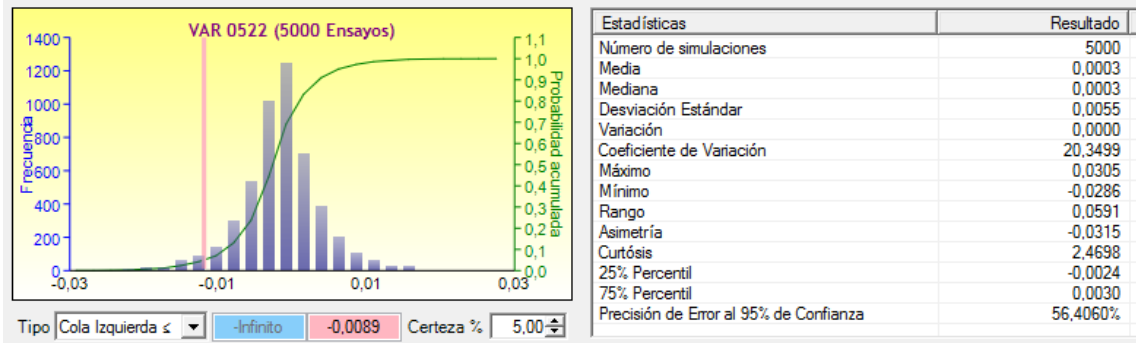 VAR 0522 (5000 Ensayos)
1400
1200
1000
800
600
400
200
0
Frecuencia
1,1
1,0
0,9
0,8
0,7
0,6
0,5
0,4
0,3
0,2
0,1
0,0
Probabilidad acumulada
-0,03 -0,01 0,01 0,03
Tipo Cola Izquierda ≤ -Infinito -0,0089 Certeza % 5,00
Estadísticas Resultado
Número de simulaciones 5000
Media 0,0003
Mediana 0,0003
Desviación Estándar 0,0055
Variación 0,0000
Coeficiente de Variación 20,3499
Máximo 0,0305
Mínimo -0,0286
Rango 0,0591
Asimetría -0,0315
Curtósis 2,4698
25% Percentil -0,0024
75% Percentil 0,0030
Precisión de Error al 95% de Confianza 56,4060%